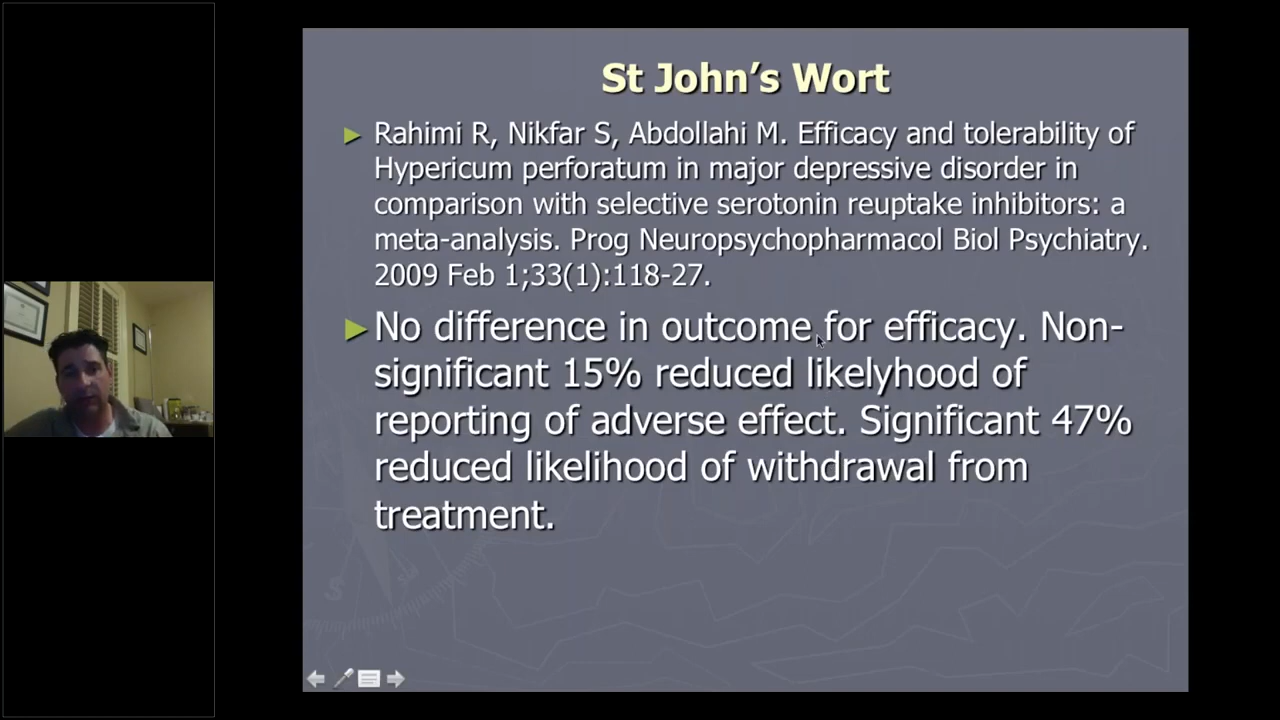 St John’s Wort
Rahimi R, Nikfar S, Abdollahi M. Efficacy and tolerability of
Hypericum perforatum in major depressive disorder in
comparison with selective serotonin reuptake inhibitors: a
meta-analysis. Prog Neuropsychopharmacol Biol Psychiatry.
2009 Feb 1;33(1):118-27.
No difference in outcome for efficacy. Non-
significant 15% reduced likelyhood of
reporting of adverse effect. Significant 47%
reduced likelihood of withdrawal from
treatment.